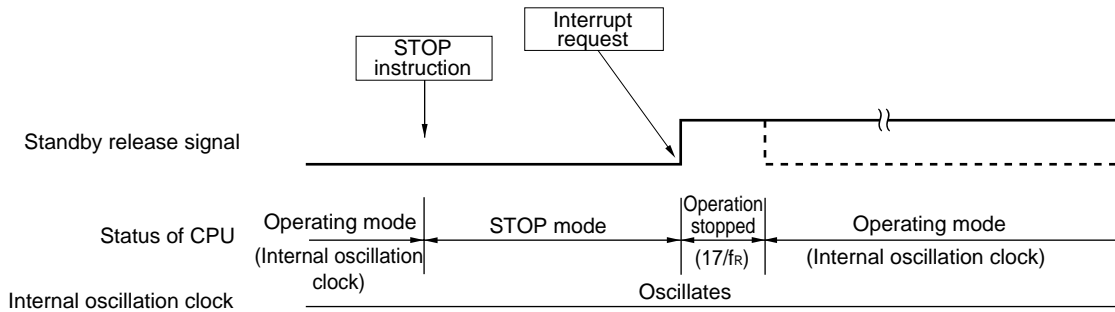 Interrupt
request
STOP
instruction
Standby release signal
Status of CPU
Operating mode
(Internal oscillation
clock)
STOP mode
Operation
stopped
(17/fR)
Operating mode
(Internal oscillation clock)
Internal oscillation clock
Oscillates